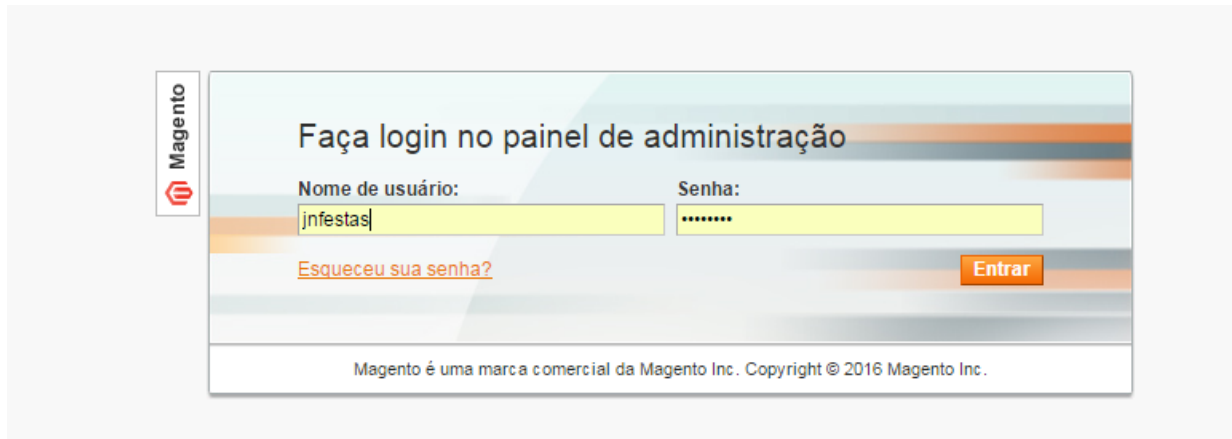 Magento
Faça login no painel de administração
Nome de usuário: Senha:
jnfestas ••••••••
Esqueceu sua senha? Entrar
Magento é uma marca comercial da Magento Inc. Copyright © 2016 Magento Inc.